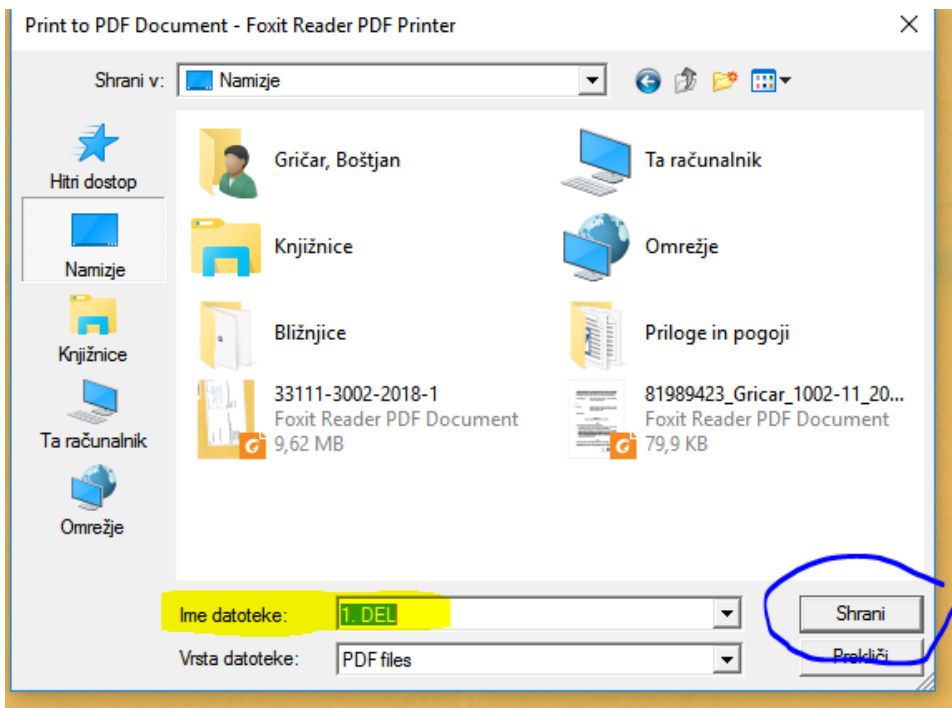 Print to PDF Document - Foxit Reader PDF Printer
Shrani v:
Namizje
Hitri dostop
Namizje
Knjižnice
Ta računalnik
Omrežje
Gričar, Boštjan
Ta računalnik
Knjižnice
Omrežje
Bližnjice
Priloge in pogoji
33111-3002-2018-1
Foxit Reader PDF Document
9,62 MB
81989423_Gricar_1002-11_20...
Foxit Reader PDF Document
79,9 KB
Ime datoteke:
1. DEL
Shrani
Vrsta datoteke:
PDF files
Prekliči